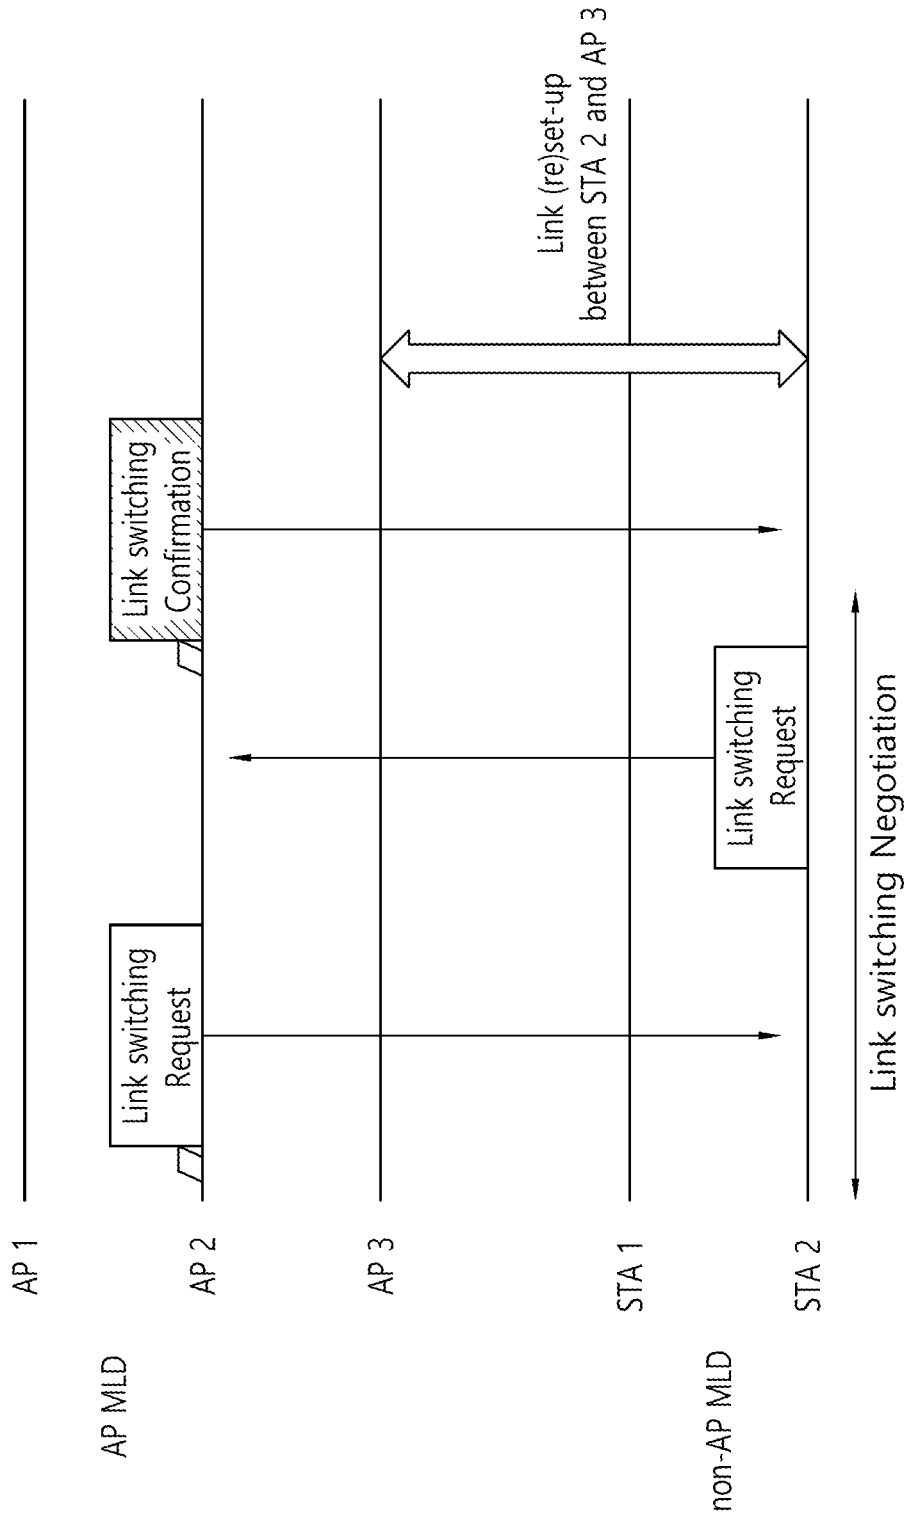 AP MLD
AP 1
AP 2
AP 3
non-AP MLD
STA 1
STA 2
Link switching
Request
Link switching
Request
Link switching
Confirmation
Link (re)set-up
between STA 2 and AP 3
Link switching Negotiation